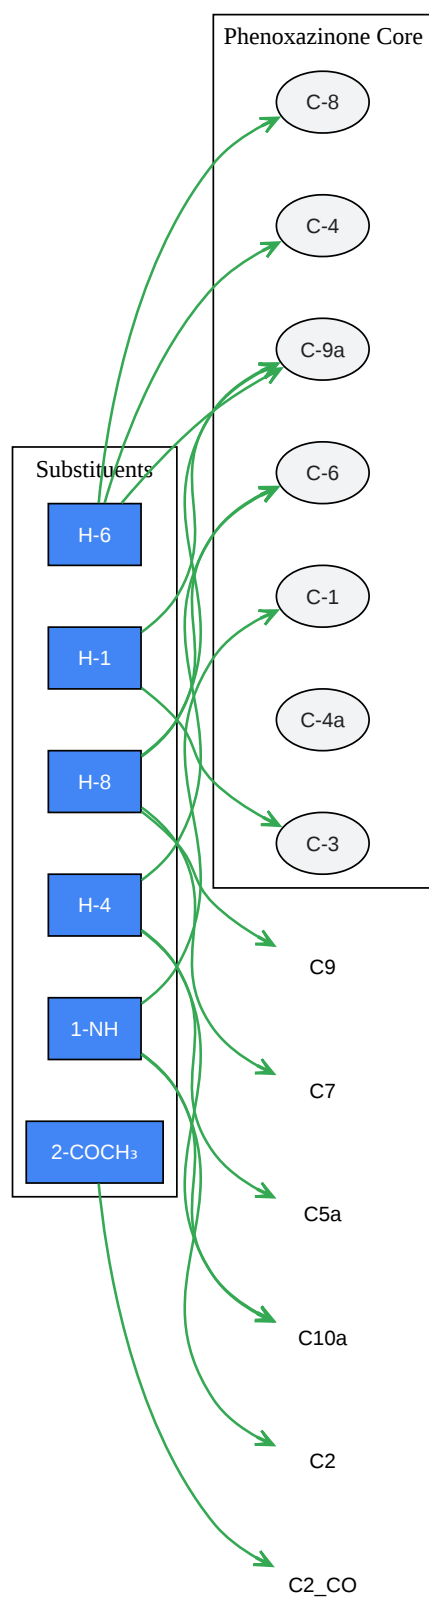 Phenoxazinone Core
C-8
C-4
C-9a
C-6
C-1
C-4a
C-3
Substituents
H-6
H-1
H-8
H-4
1-NH
2-COCH₃
C9
C7
C5a
C10a
C2
C2_CO